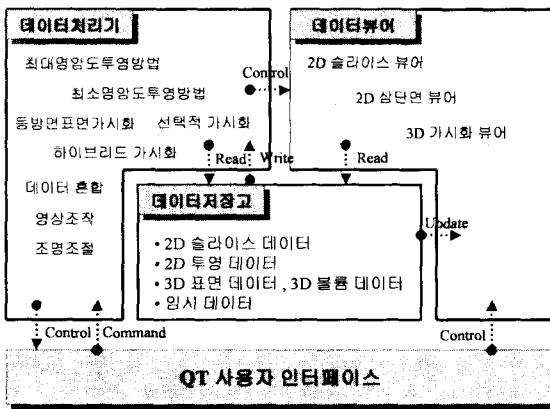 데이터처리기
최대명암도투영방법
최소명암도투영방법
동방면표면가시화 선택적 가시화
하이브리드 가시화
데이터 혼합
영상조작
조명조절
Control
데이터뷰어
2D 슬라이스 뷰어
2D 삼단면 뷰어
3D 가시화 뷰어
Read
Write
Read
데이터저장고
• 2D 슬라이스 데이터
• 2D 투영 데이터
• 3D 표면 데이터 , 3D 볼륨 데이터
• 임시 데이터
Update
Control
Command
Control
QT 사용자 인터페이스